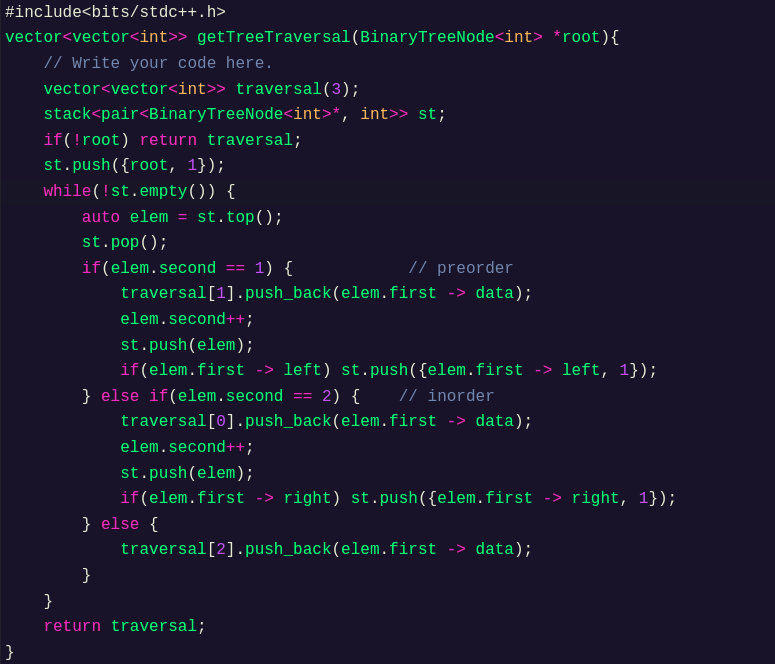 #include<bits/stdc++.h>
vector<vector<int>> getTreeTraversal(BinaryTreeNode<int> *root){
    // Write your code here.
    vector<vector<int>> traversal(3);
    stack<pair<BinaryTreeNode<int>*, int>> st;
    if(!root) return traversal;
    st.push({root, 1});
    while(!st.empty()) {
        auto elem = st.top();
        st.pop();
        if(elem.second == 1) {            // preorder
            traversal[1].push_back(elem.first -> data);
            elem.second++;
            st.push(elem);
            if(elem.first -> left) st.push({elem.first -> left, 1});
        } else if(elem.second == 2) {    // inorder
            traversal[0].push_back(elem.first -> data);
            elem.second++;
            st.push(elem);
            if(elem.first -> right) st.push({elem.first -> right, 1});
        } else {
            traversal[2].push_back(elem.first -> data);
        }
    }
    return traversal;
}